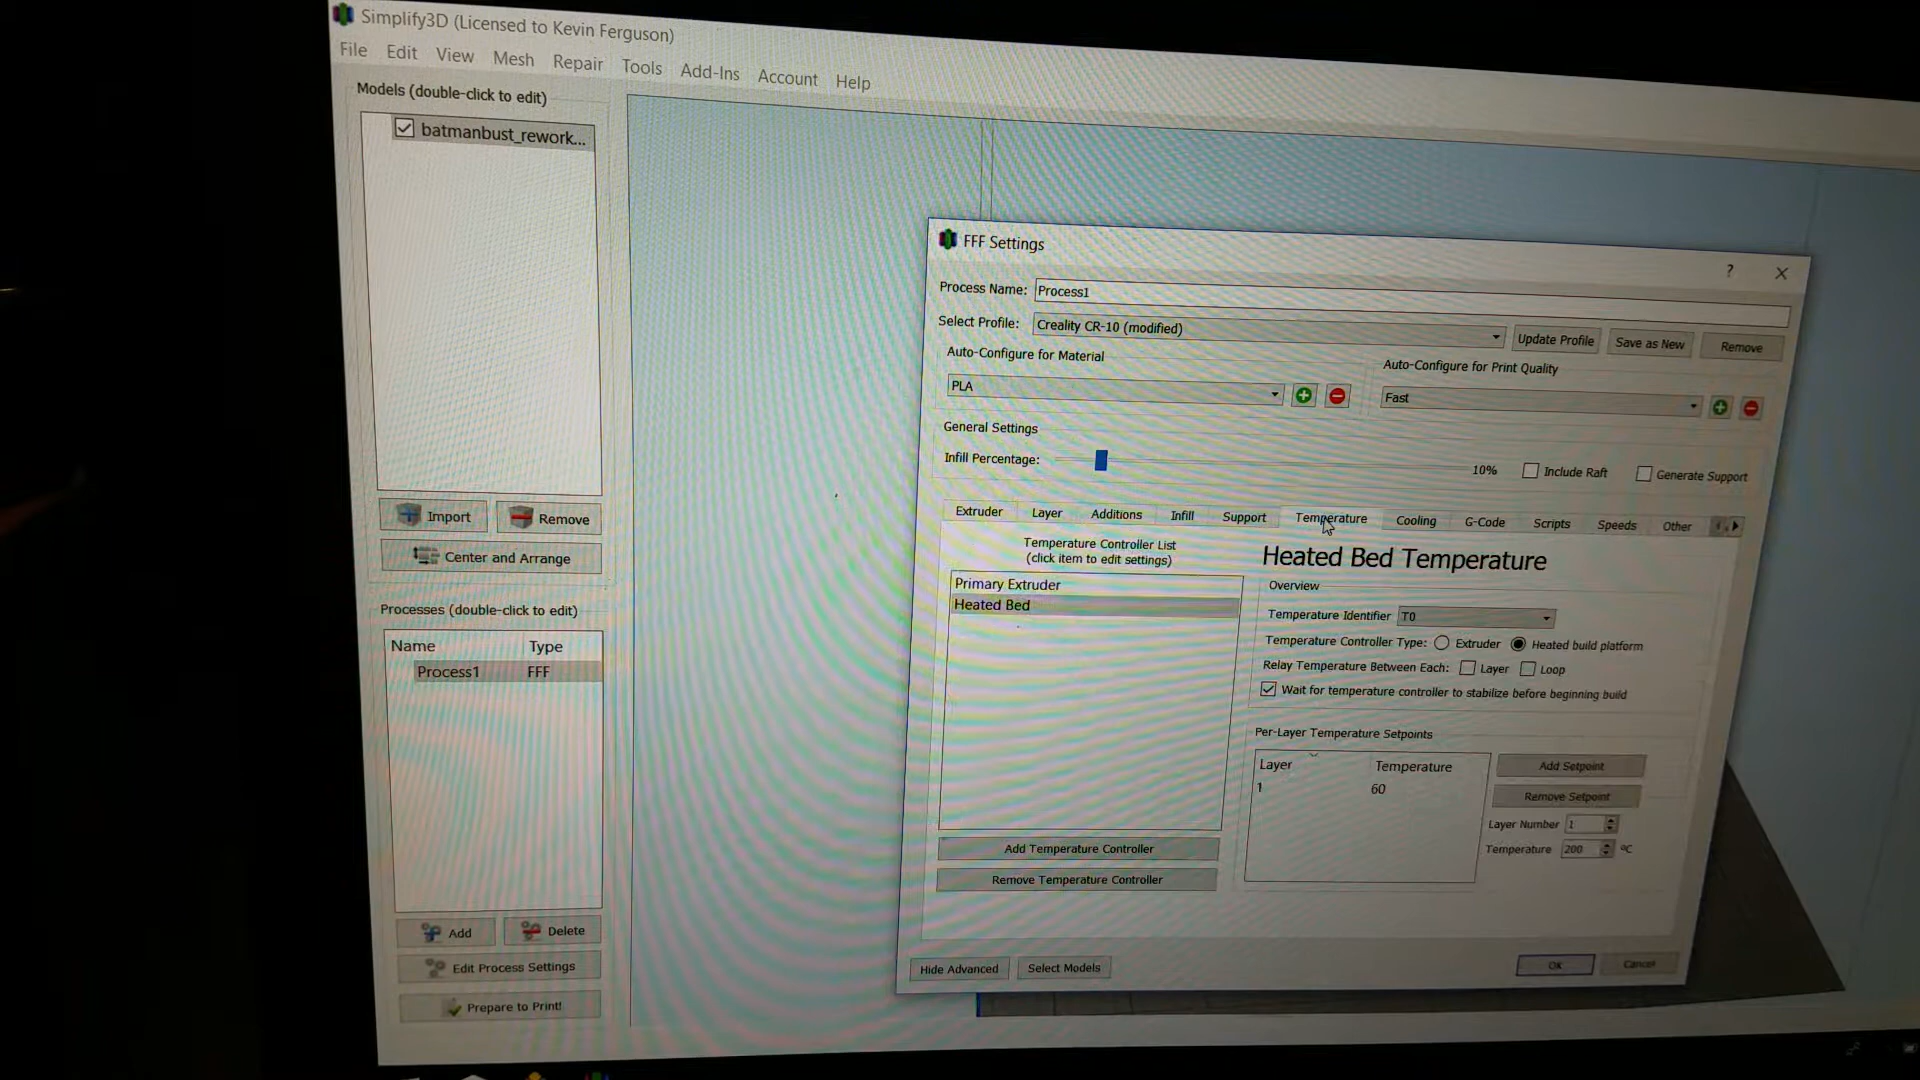 Simplify3D (Licensed to Kevin Ferguson)
File Edit View Mesh Repair Tools Add-Ins Account Help
Models (double-click to edit)
batmanbust_rework...
Import Remove
Center and Arrange
Processes (double-click to edit)
Name Type
Process1 FFF
Add Delete
Edit Process Settings
Prepare to Print!
FFF Settings
?
Process Name: Process1
Select Profile: Creality CR-10 (modified) Update Profile Save as New Remove
Auto-Configure for Material
PLA
Auto-Configure for Print Quality
Fast
General Settings
Infill Percentage: 10% Include Raft Generate Support
Extruder Layer Additions Infill Support Temperature Cooling G-Code Scripts Speeds Other
Temperature Controller List
(click item to edit settings)
Primary Extruder
Heated Bed
Add Temperature Controller
Remove Temperature Controller
Heated Bed Temperature
Overview
Temperature Identifier T0
Temperature Controller Type: Extruder Heated build platform
Relay Temperature Between Each: Layer Loop
Wait for temperature controller to stabilize before beginning build
Per-Layer Temperature Setpoints
Layer Temperature
1 60
Add Setpoint
Remove Setpoint
Layer Number 1
Temperature 200 °C
Hide Advanced Select Models OK Cancel